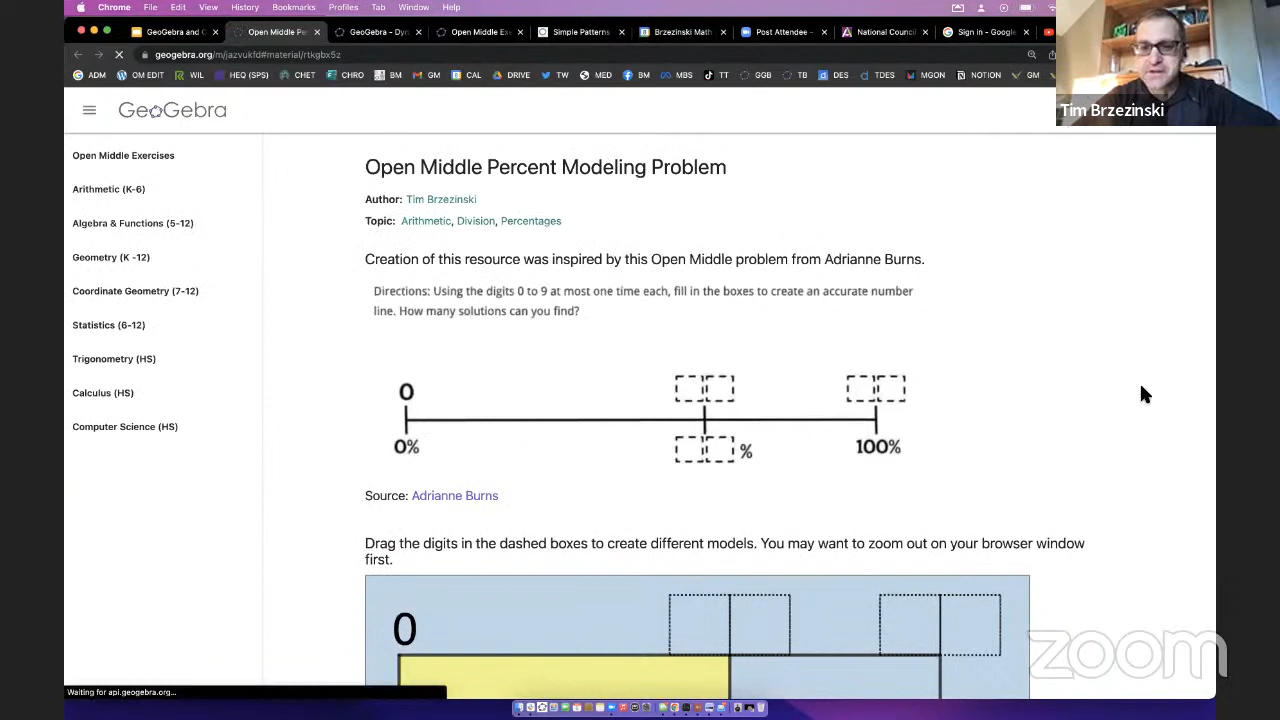 Chrome File Edit View History Bookmarks Profiles Tab Window Help
GeoGebra and C
Open Middle Per
GeoGebra - Dyn
Open Middle Exe
Simple Patterns
Brzezinski Math
Post Attendee -
National Council
Sign in - Google
geogebra.org/m/jazvukfd#material/rtkgbx5z
ADM OM EDIT WIL HEQ (HS) CHET CHRO BM GM CAL DRIVE TW MED BM MBS TT GGB TB DES TDES MGON NOTION GM
Tim Brzezinski
GeoGebra
Open Middle Exercises
Arithmetic (K-6)
Algebra & Functions (5-12)
Geometry (K -12)
Coordinate Geometry (7-12)
Statistics (6-12)
Trigonometry (HS)
Calculus (HS)
Computer Science (HS)
Open Middle Percent Modeling Problem
Author: Tim Brzezinski
Topic: Arithmetic, Division, Percentages
Creation of this resource was inspired by this Open Middle problem from Adrianne Burns.
Directions: Using the digits 0 to 9 at most one time each, fill in the boxes to create an accurate number
line. How many solutions can you find?
0
0% % 100%
Source: Adrianne Burns
Drag the digits in the dashed boxes to create different models. You may want to zoom out on your browser window
first.
0
zoom
Waiting for api.geogebra.org...